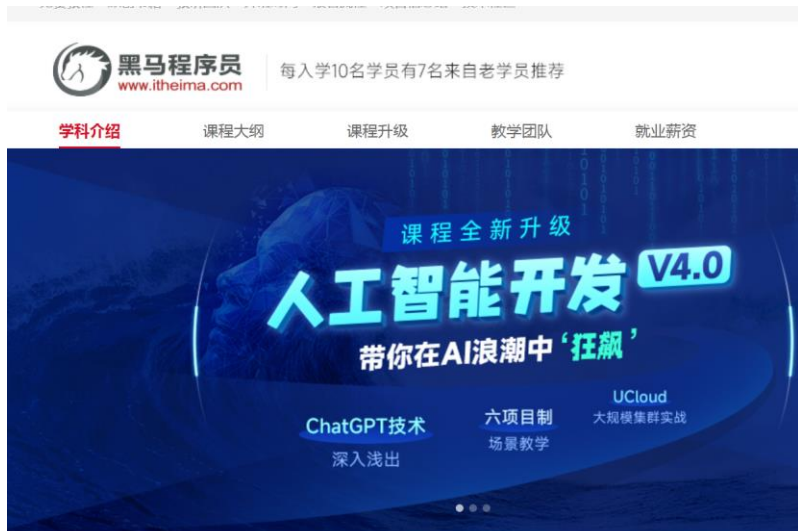 黑马程序员
www.itheima.com
每入学10名学员有7名来自老学员推荐
学科介绍 课程大纲 课程升级 教学团队 就业薪资
课程全新升级
人工智能开发 V4.0
带你在AI浪潮中‘狂飙’
ChatGPT技术
深入浅出
六项目制
场景教学
UCloud
大规模集群实战